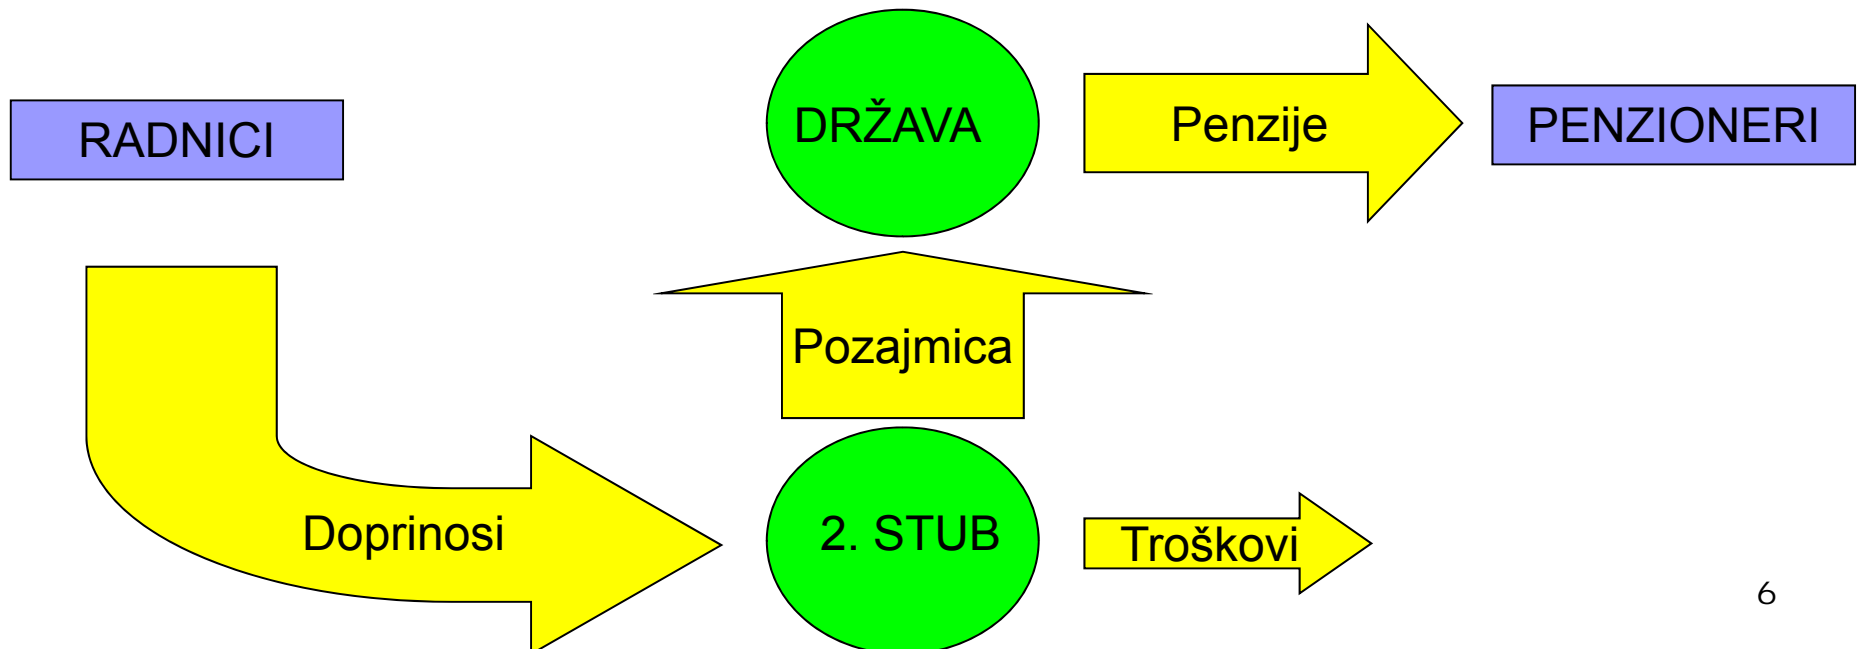 RADNICI
DRŽAVA
Penzije
PENZIONERI
Pozajmica
Doprinosi
2. STUB
Troškovi
6